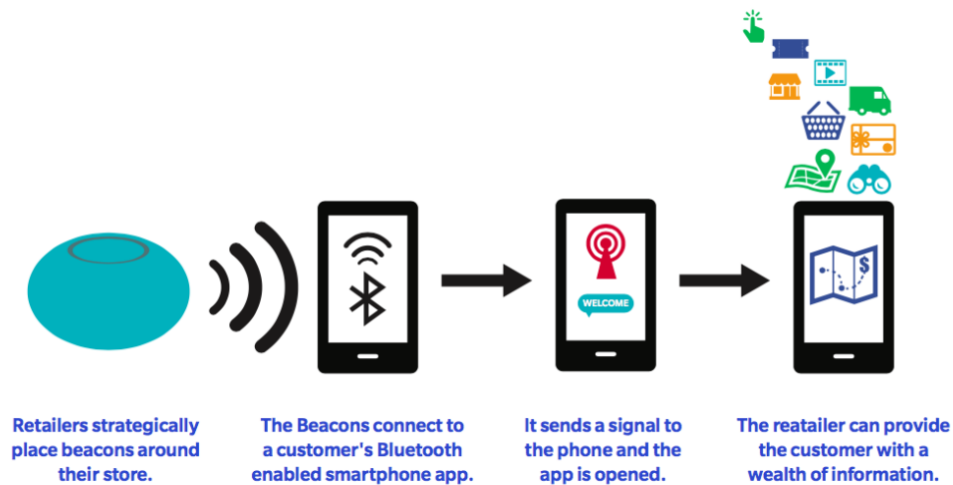 WELCOME
$
Retailers strategically
place beacons around
their store.
The Beacons connect to
a customer's Bluetooth
enabled smartphone app.
It sends a signal to
the phone and the
app is opened.
The reatailer can provide
the customer with a
wealth of information.